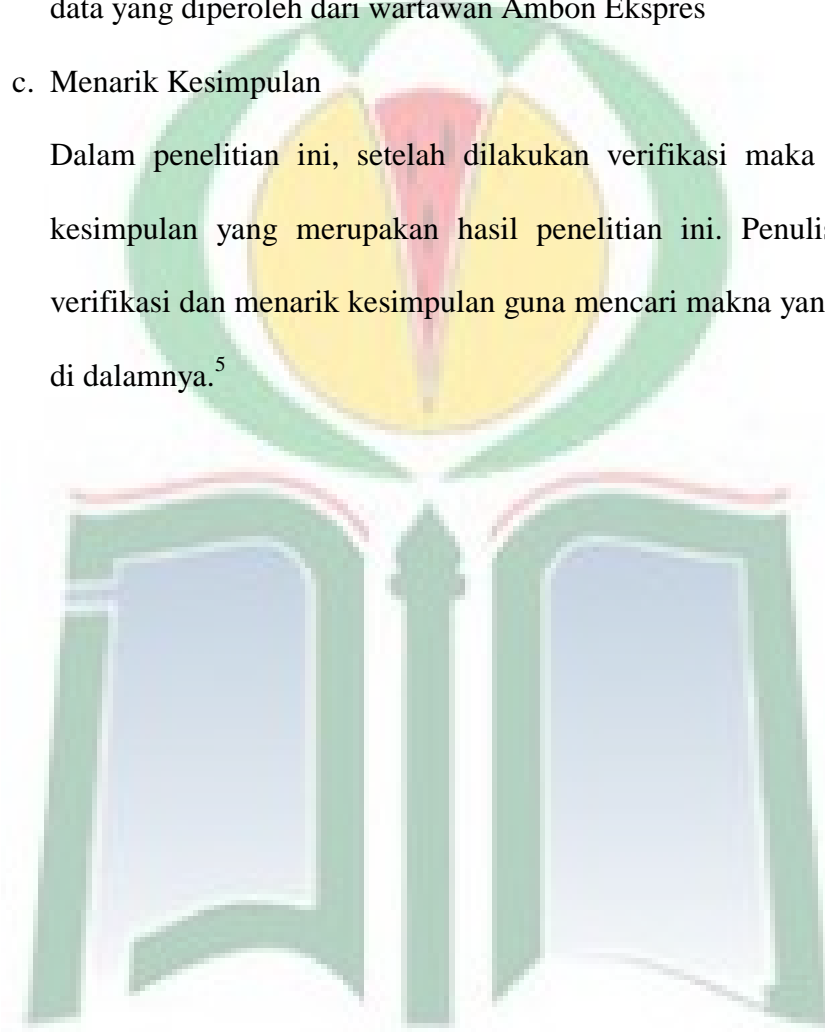 data yang diperoleh dari wartawan Ambon Ekspres
c. Menarik Kesimpulan
Dalam penelitian ini, setelah dilakukan verifikasi maka
kesimpulan yang merupakan hasil penelitian ini. Penulis
verifikasi dan menarik kesimpulan guna mencari makna yan
di dalamnya.5